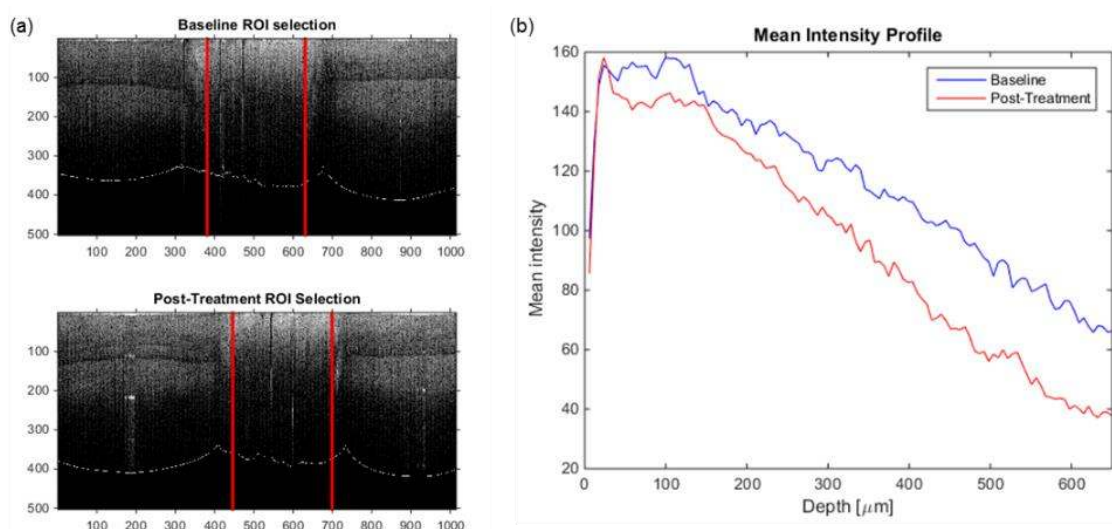 (a)
Baseline ROI selection
100
200
300
400
500
100 200 300 400 500 600 700 800 900 1000
Post-Treatment ROI Selection
100
200
300
400
500
100 200 300 400 500 600 700 800 900 1000
(b)
Mean Intensity Profile
Baseline
Post-Treatment
160
140
120
100
80
60
40
20
Mean intensity
0 100 200 300 400 500 600
Depth [μm]